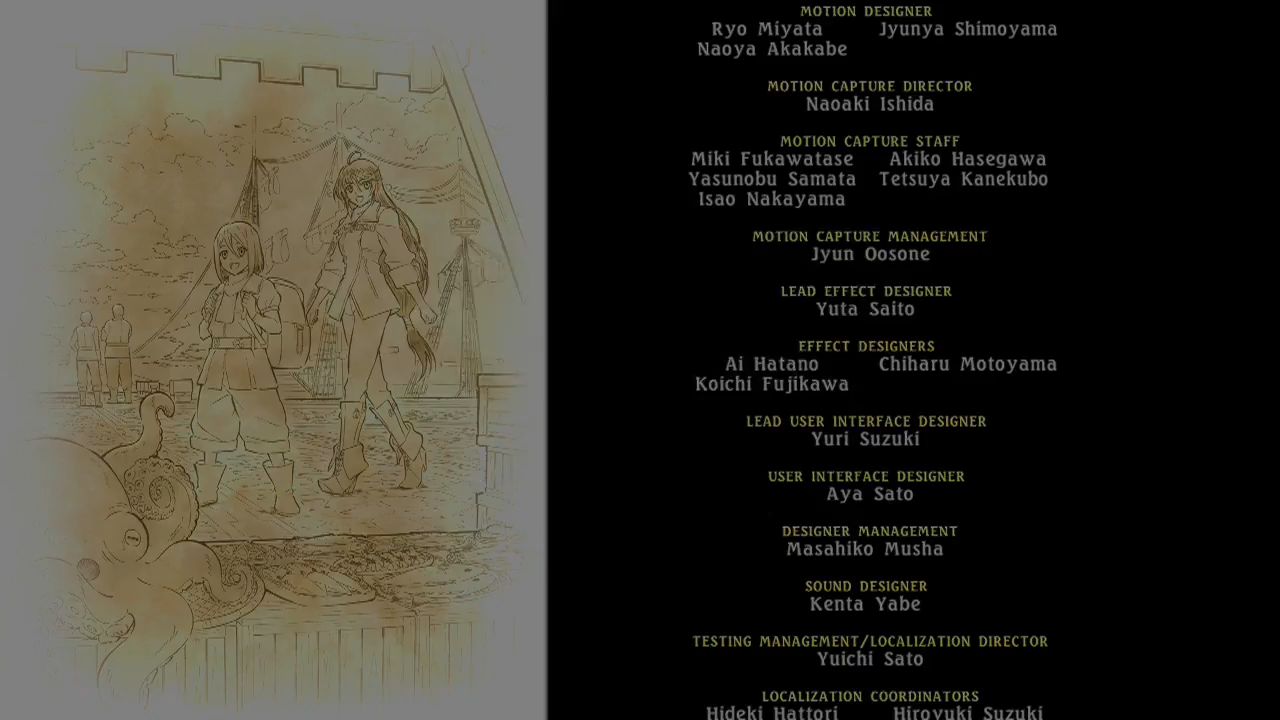 MOTION DESIGNER
Ryo Miyata Jyunya Shimoyama
Naoya Akakabe
MOTION CAPTURE DIRECTOR
Naoaki Ishida
MOTION CAPTURE STAFF
Miki Fukawatase Akiko Hasegawa
Yasunobu Samata Tetsuya Kanekubo
Isao Nakayama
MOTION CAPTURE MANAGEMENT
Jyun Oosone
LEAD EFFECT DESIGNER
Yuta Saito
EFFECT DESIGNERS
Ai Hatano Chiharu Motoyama
Koichi Fujikawa
LEAD USER INTERFACE DESIGNER
Yuri Suzuki
USER INTERFACE DESIGNER
Aya Sato
DESIGNER MANAGEMENT
Masahiko Musha
SOUND DESIGNER
Kenta Yabe
TESTING MANAGEMENT/LOCALIZATION DIRECTOR
Yuichi Sato
LOCALIZATION COORDINATORS
Hideki Hattori Hiroyuki Suzuki